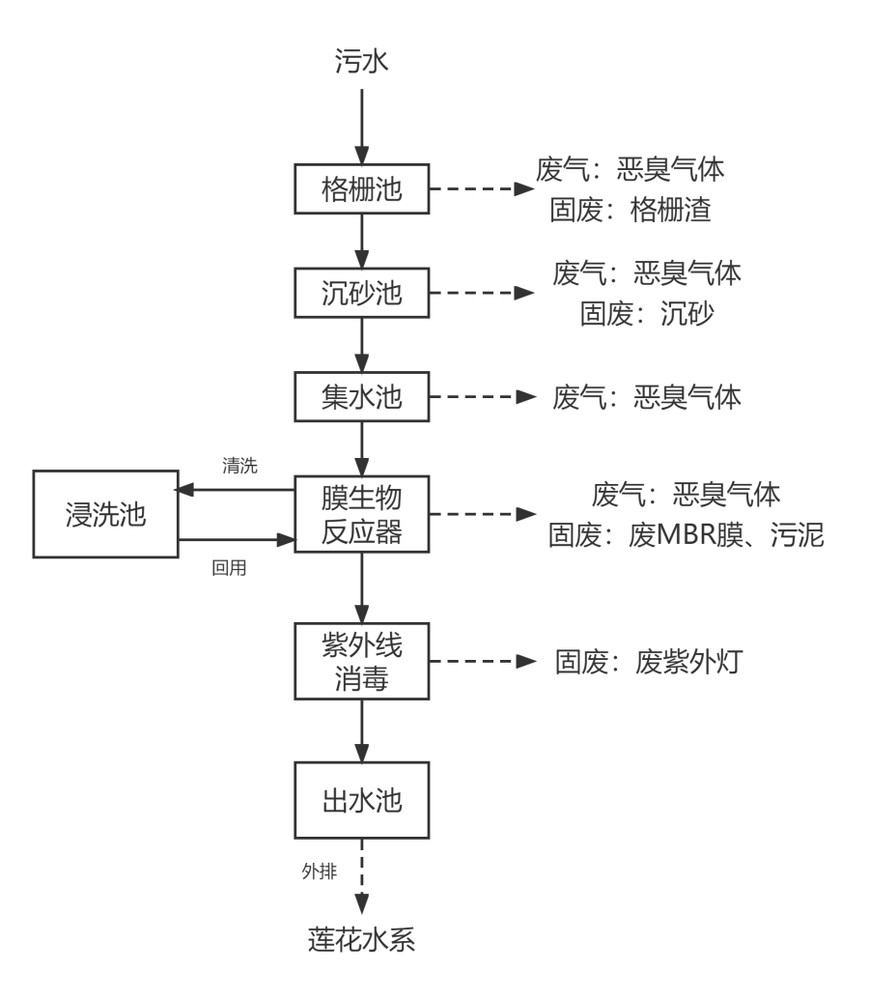 污水
格栅池
废气：恶臭气体
固废：格栅渣
沉砂池
废气：恶臭气体
固废：沉砂
集水池
废气：恶臭气体
清洗
浸洗池
回用
膜生物
反应器
废气：恶臭气体
固废：废MBR膜、污泥
紫外线
消毒
固废：废紫外灯
出水池
外排
莲花水系